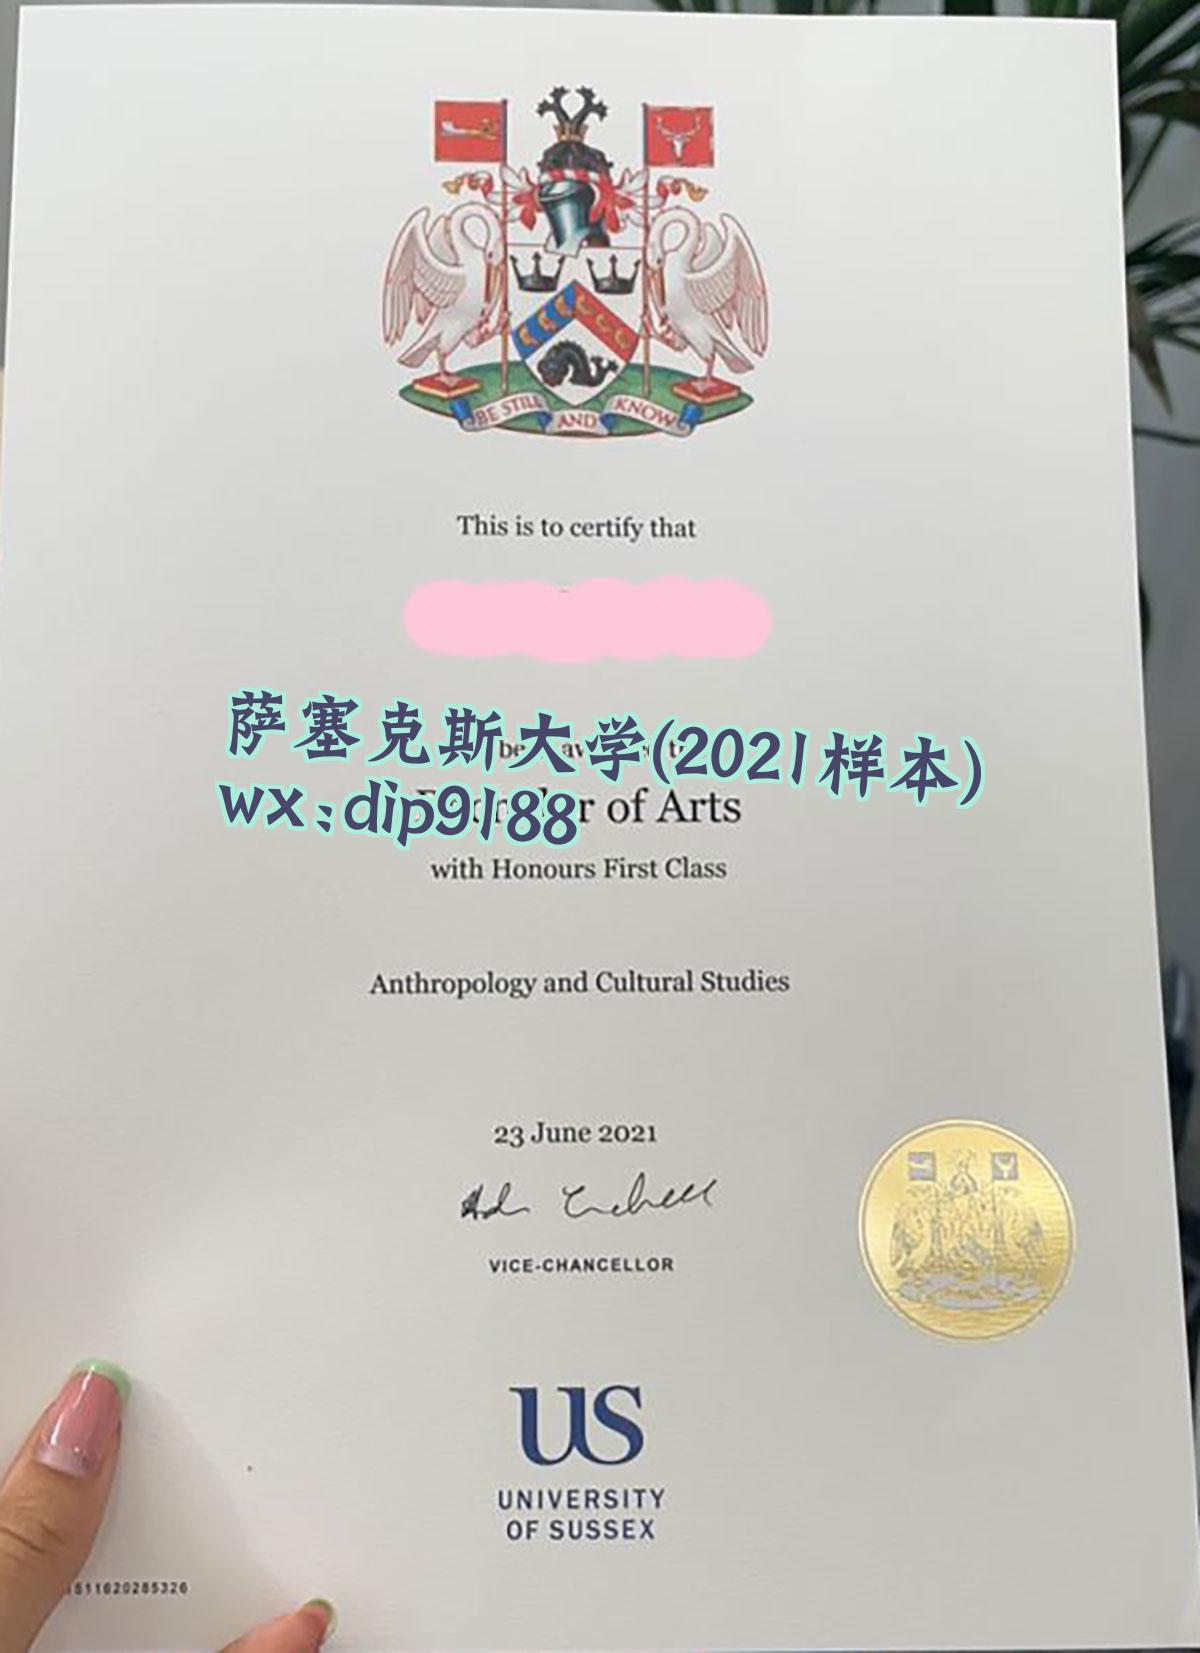 BE STILL AND KNOW
This is to certify that
萨塞克斯大学(2021样本)
wx:dip9188
of Arts
with Honours First Class
Anthropology and Cultural Studies
23 June 2021
VICE-CHANCELLOR
US
UNIVERSITY
OF SUSSEX
511620285326